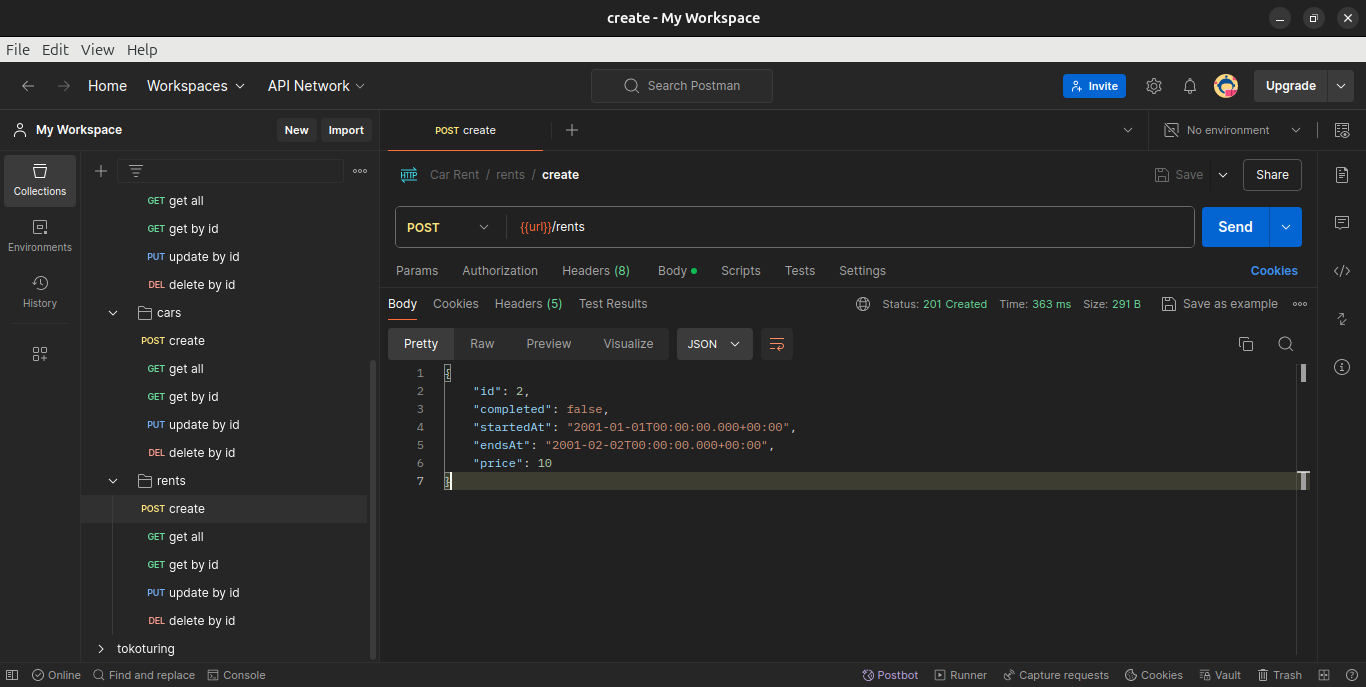 create - My Workspace
File Edit View Help
Home Workspaces API Network Search Postman Invite Upgrade
My Workspace New Import
POST create No environment
Collections
Environments
History
GET get all
GET get by id
PUT update by id
DEL delete by id
cars
POST create
GET get all
GET get by id
PUT update by id
DEL delete by id
rents
POST create
GET get all
GET get by id
PUT update by id
DEL delete by id
tokoturing
HTTP Car Rent / rents / create Save Share
POST {{url}}/rents Send
Params Authorization Headers (8) Body Scripts Tests Settings Cookies
Body Cookies Headers (5) Test Results Status: 201 Created Time: 363 ms Size: 291 B Save as example
Pretty Raw Preview Visualize JSON
1 {
2 "id": 2,
3 "completed": false,
4 "startedAt": "2001-01-01T00:00:00.000+00:00",
5 "endsAt": "2001-02-02T00:00:00.000+00:00",
6 "price": 10
7 }
Online Find and replace Console Postbot Runner Capture requests Cookies Vault Trash